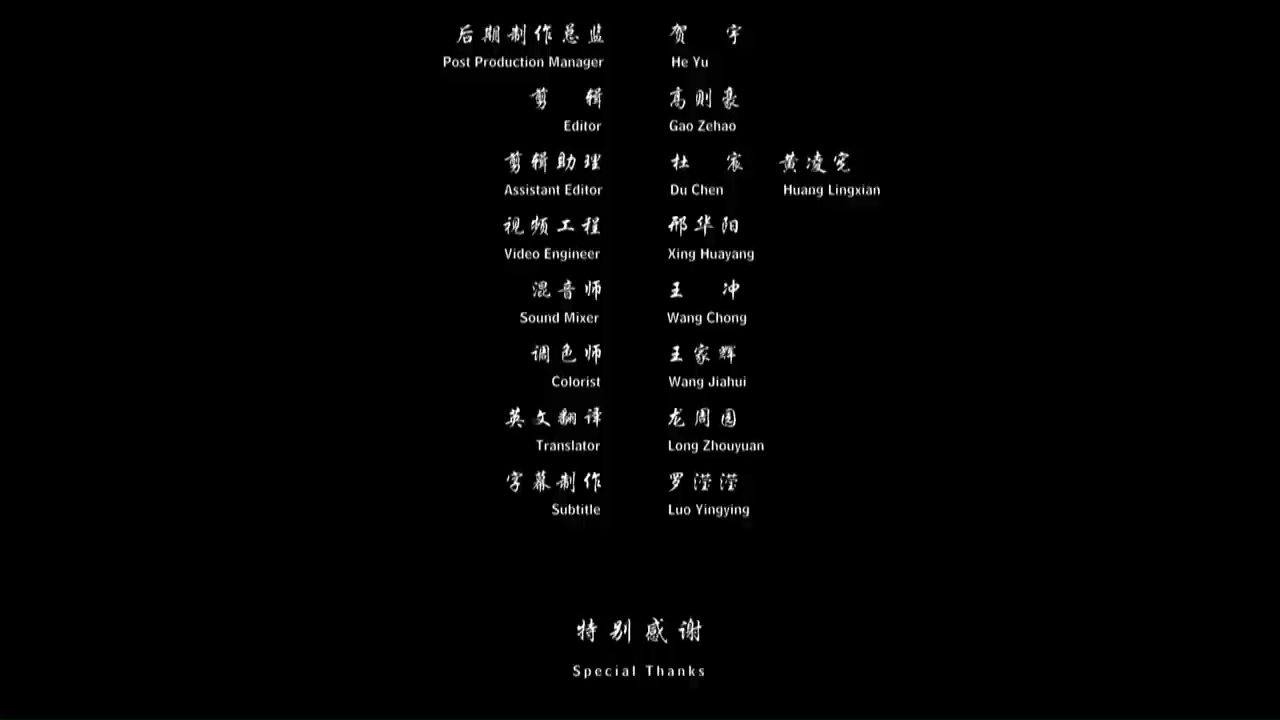 后期制作总监 贺宇
Post Production Manager He Yu
剪辑 高则豪
Editor Gao Zehao
剪辑助理 杜宸 黄凌宪
Assistant Editor Du Chen Huang Lingxian
视频工程 邢华阳
Video Engineer Xing Huayang
混音师 王冲
Sound Mixer Wang Chong
调色师 王家辉
Colorist Wang Jiahui
英文翻译 龙周园
Translator Long Zhouyuan
字幕制作 罗滢滢
Subtitle Luo Yingying
特别感谢
Special Thanks